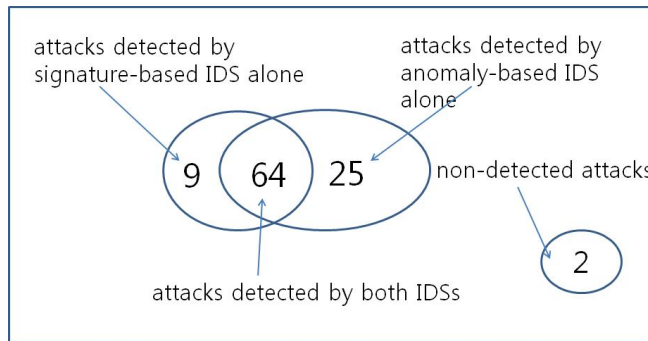 attacks detected by
signature-based IDS alone
attacks detected by
anomaly-based IDS
alone
9
64
25
non-detected attacks
2
attacks detected by both IDSs